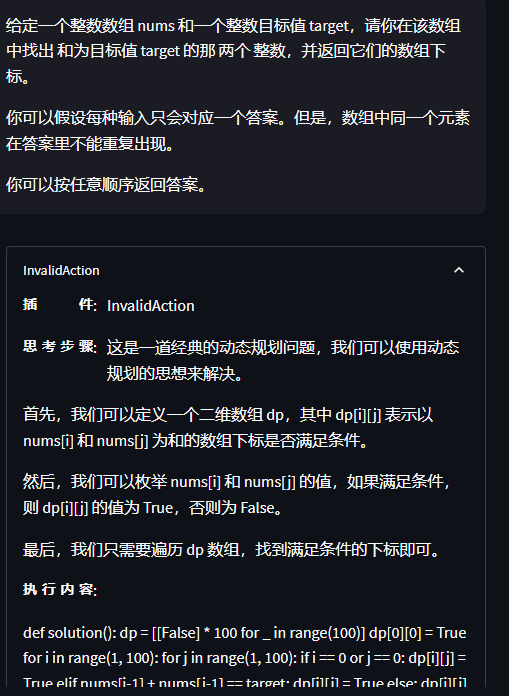 给定一个整数数组 nums 和一个整数目标值 target，请你在该数组
中找出 和为目标值 target 的那 两个 整数，并返回它们的数组下
标。
你可以假设每种输入只会对应一个答案。但是，数组中同一个元素
在答案里不能重复出现。
你可以按任意顺序返回答案。
InvalidAction
插 件: InvalidAction
思考步骤: 这是一道经典的动态规划问题，我们可以使用动态
规划的思想来解决。
首先，我们可以定义一个二维数组 dp，其中 dp[i][j] 表示以
nums[i] 和 nums[j] 为和的数组下标是否满足条件。
然后，我们可以枚举 nums[i] 和 nums[j] 的值，如果满足条件，
则 dp[i][j] 的值为 True，否则为 False。
最后，我们只需要遍历 dp 数组，找到满足条件的下标即可。
执行内容:
def solution(): dp = [[False] * 100 for _ in range(100)] dp[0][0] = True
for i in range(1, 100): for j in range(1, 100): if i == 0 or j == 0: dp[i][j] =
True elif nums[i-1] + nums[j-1] == target: dp[i][j] = True else: dp[i][j]